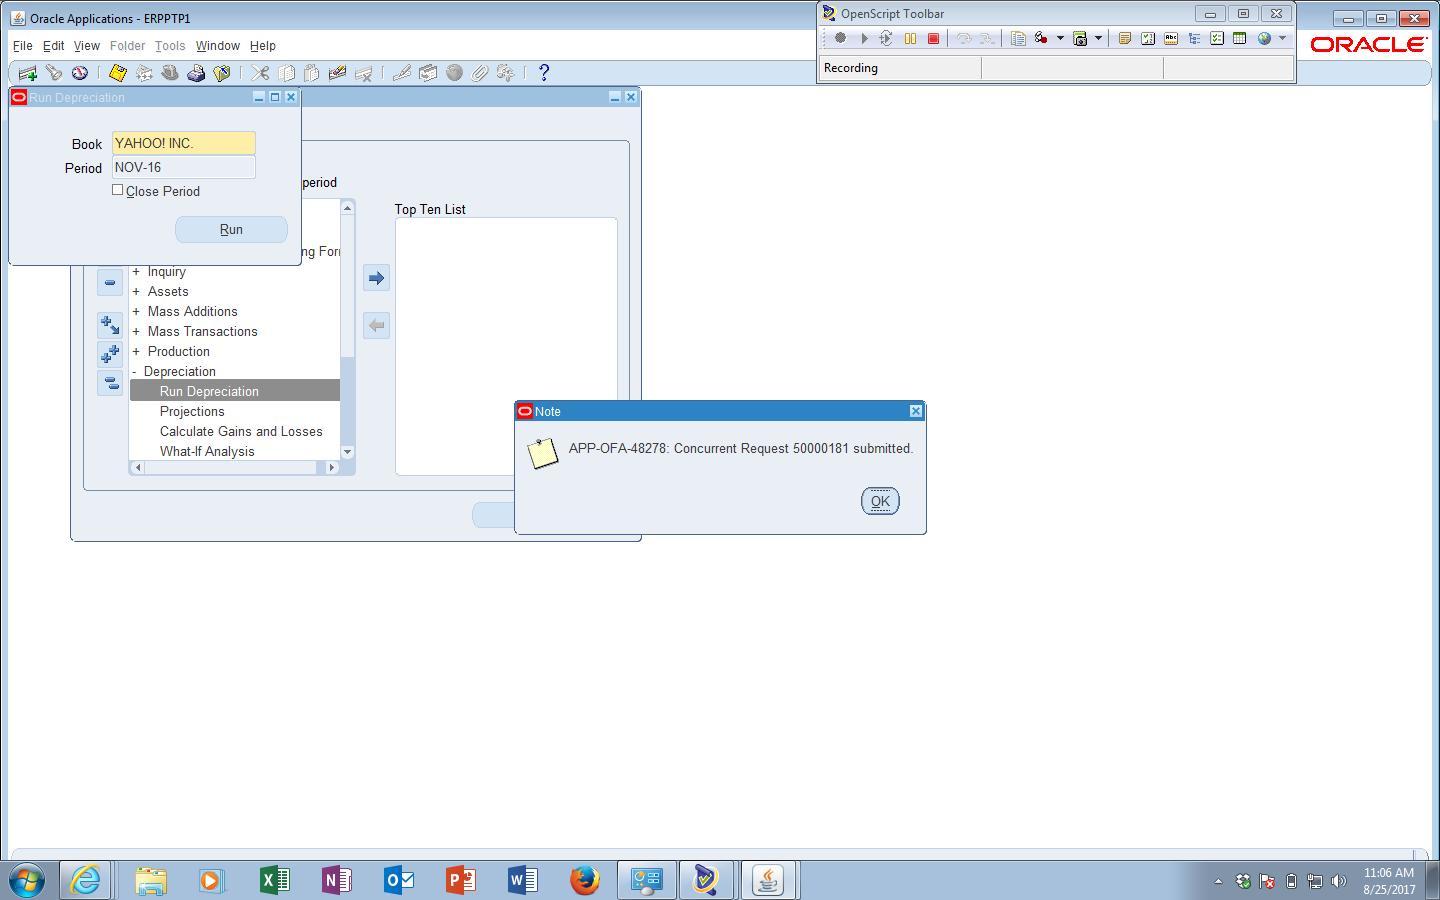 Oracle Applications - ERPPTP1
File Edit View Folder Tools Window Help
OpenScript Toolbar
Recording
ORACLE
Run Depreciation
Book YAHOO! INC.
Period NOV-16
Close Period
Run
period
Top Ten List
ng For
+ Inquiry
+ Assets
+ Mass Additions
+ Mass Transactions
+ Production
- Depreciation
Run Depreciation
Projections
Calculate Gains and Losses
What-If Analysis
Note
APP-OFA-48278: Concurrent Request 50000181 submitted.
OK
11:06 AM
8/25/2017